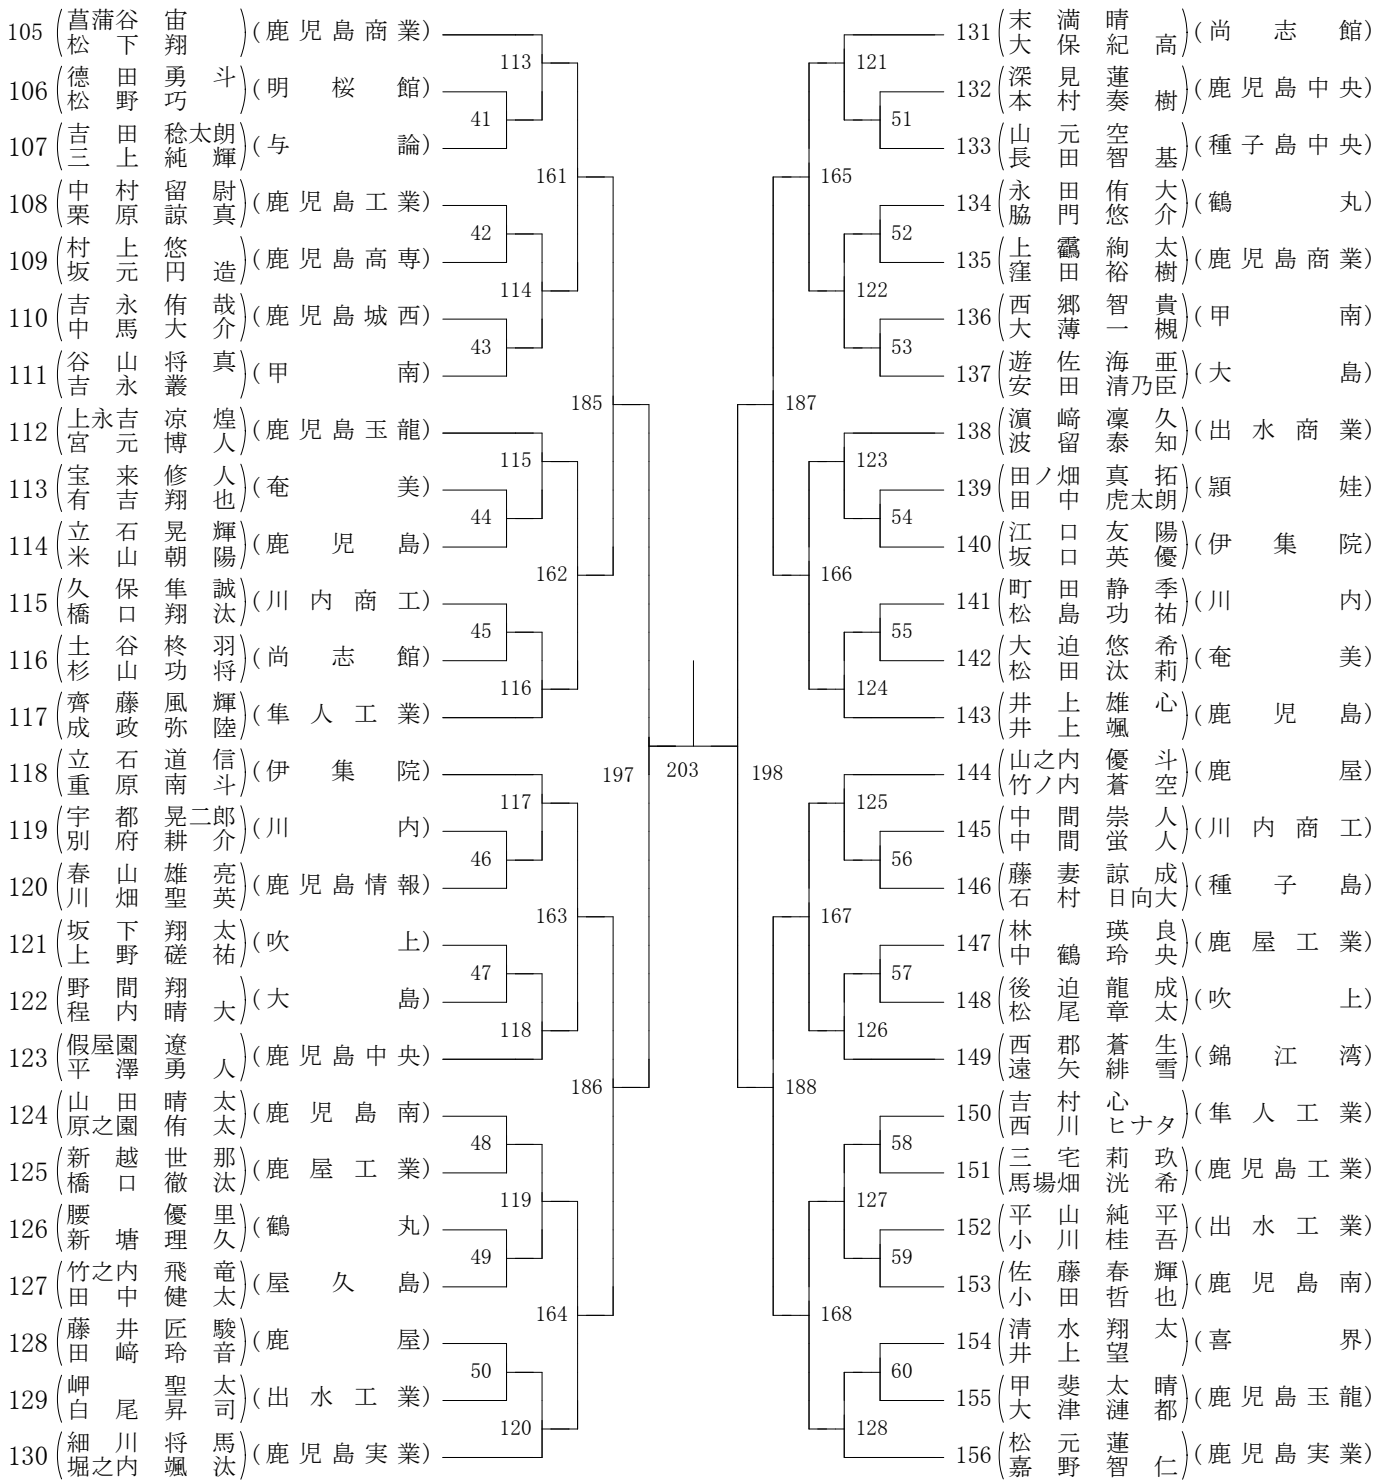 105 菖蒲谷 宙 松下 翔 (鹿児島商業)
106 德田 勇斗 松野 巧 (明桜館)
107 吉田 稔太朗 三上 純輝 (与論)
108 中村 留尉 栗原 諒真 (鹿児島工業)
109 村上 悠 坂元 円造 (鹿児島高専)
110 吉永 侑哉 中馬 大介 (鹿児島城西)
111 谷山 将真 吉永 叢 (甲南)
112 上永吉 凉煌 宮元 博人 (鹿児島玉龍)
113 宝来 修人 有吉 翔也 (奄美)
114 立石 晃輝 米山 朝陽 (鹿児島)
115 久保 隼誠 橋口 翔汰 (川内商工)
116 土谷 柊羽 杉山 功将 (尚志館)
117 齊藤 風輝 成政 弥陸 (隼人工業)
118 立石 道信 重原 南斗 (伊集院)
119 宇都 晃二郎 別府 耕介 (川内)
120 春山 雄亮 川畑 聖英 (鹿児島情報)
121 坂下 翔太 上野 磋祐 (吹上)
122 野間 翔 程内 晴大 (大島)
123 假屋園 遼 平澤 勇人 (鹿児島中央)
124 山田 晴太 原之園 侑太 (鹿児島南)
125 新越 世那 橋口 徹汰 (鹿屋工業)
126 腰 優里 新塘 理久 (鶴丸)
127 竹之内 飛竜 田中 健太 (屋久島)
128 藤井 匠駿 田﨑 玲音 (鹿屋)
129 岬 聖太 白尾 昇司 (出水工業)
130 細川 将馬 堀之内 颯汰 (鹿児島実業)
113
41
161
42
114
43
185
115
44
162
45
116
197
117
46
163
47
118
186
48
119
49
164
50
120
203
198
121
51
165
52
122
53
187
123
54
166
55
124
125
56
167
57
126
188
58
127
59
168
60
128
131 末満 晴 大保 紀高 (尚志館)
132 深見 蓮 本村 奏樹 (鹿児島中央)
133 山元 空 長田 智基 (種子島中央)
134 永田 侑大 脇門 悠介 (鶴丸)
135 上靏 絢太 窪田 裕樹 (鹿児島商業)
136 西郷 智貴 大薄 一槻 (甲南)
137 遊佐 海亜 安田 清乃臣 (大島)
138 濵﨑 凜久 波留 泰知 (出水商業)
139 田ノ畑 真拓 田中 虎太朗 (頴娃)
140 江口 友陽 坂口 英優 (伊集院)
141 町田 静季 松島 功祐 (川内)
142 大迫 悠希 松田 汰莉 (奄美)
143 井上 雄心 井上 颯 (鹿児島)
144 山之内 優斗 竹ノ内 蒼空 (鹿屋)
145 中間 崇人 中間 蛍人 (川内商工)
146 藤妻 諒成 石村 日向大 (種子島)
147 林 瑛良 中鶴 玲央 (鹿屋工業)
148 後迫 龍成 松尾 章太 (吹上)
149 西郡 蒼生 遠矢 緋雪 (錦江湾)
150 吉村 心 西川 ヒナタ (隼人工業)
151 三宅 莉玖 馬場畑 洸希 (鹿児島工業)
152 平山 純平 小川 桂吾 (出水工業)
153 佐藤 春輝 小田 哲也 (鹿児島南)
154 清水 翔太 井上 望 (喜界)
155 甲斐 太晴 大津 漣都 (鹿児島玉龍)
156 松元 蓮 嘉野 智仁 (鹿児島実業)